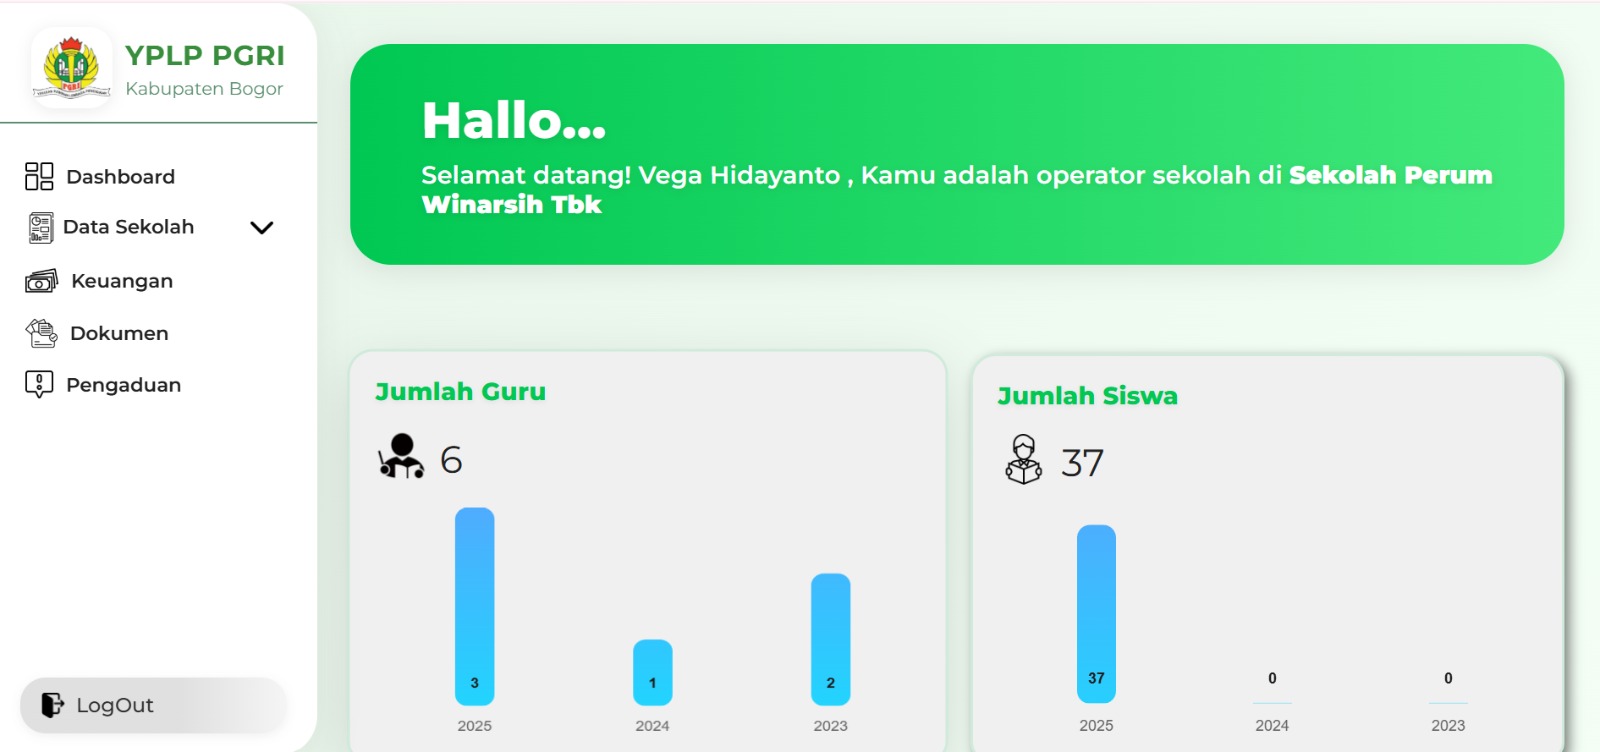 YPLP PGRI
Kabupaten Bogor
Dashboard
Data Sekolah
Keuangan
Dokumen
Pengaduan
LogOut
Hallo...
Selamat datang! Vega Hidayanto , Kamu adalah operator sekolah di Sekolah Perum
Winarsih Tbk
Jumlah Guru
6
3 1 2
2025 2024 2023
Jumlah Siswa
37
37 0 0
2025 2024 2023